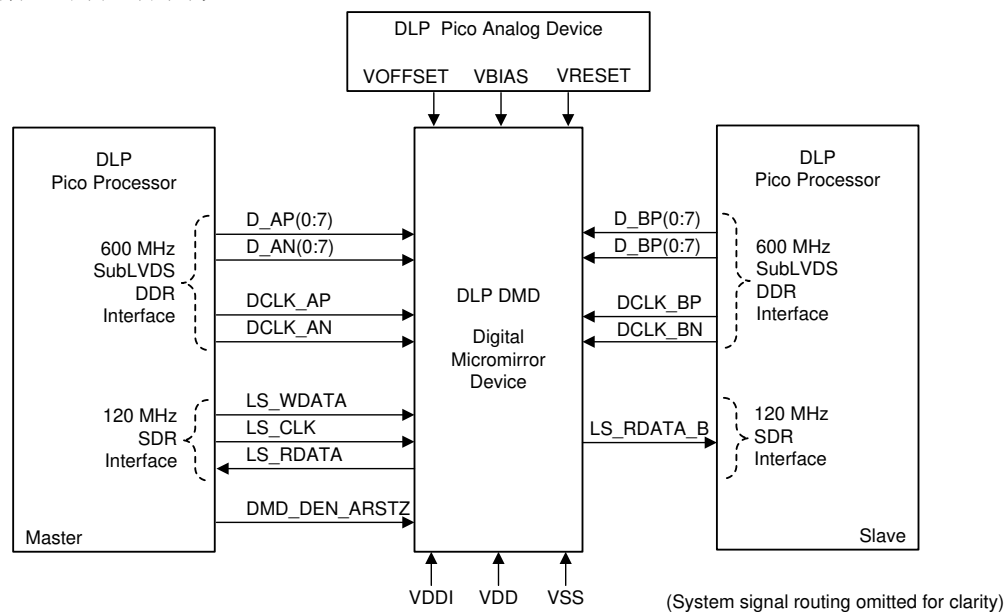 DLP Pico Analog Device
VOFFSET VBIAS VRESET
DLP
Pico Processor
600 MHz
SubLVDS
DDR
Interface
120 MHz
SDR
Interface
Master
D_AP(0:7)
D_AN(0:7)
DCLK_AP
DCLK_AN
LS_WDATA
LS_CLK
LS_RDATA
DMD_DEN_ARSTZ
DLP DMD
Digital
Micromirror
Device
D_BP(0:7)
D_BP(0:7)
DCLK_BP
DCLK_BN
LS_RDATA_B
DLP
Pico Processor
600 MHz
SubLVDS
DDR
Interface
120 MHz
SDR
Interface
Slave
VDDI VDD VSS
(System signal routing omitted for clarity)